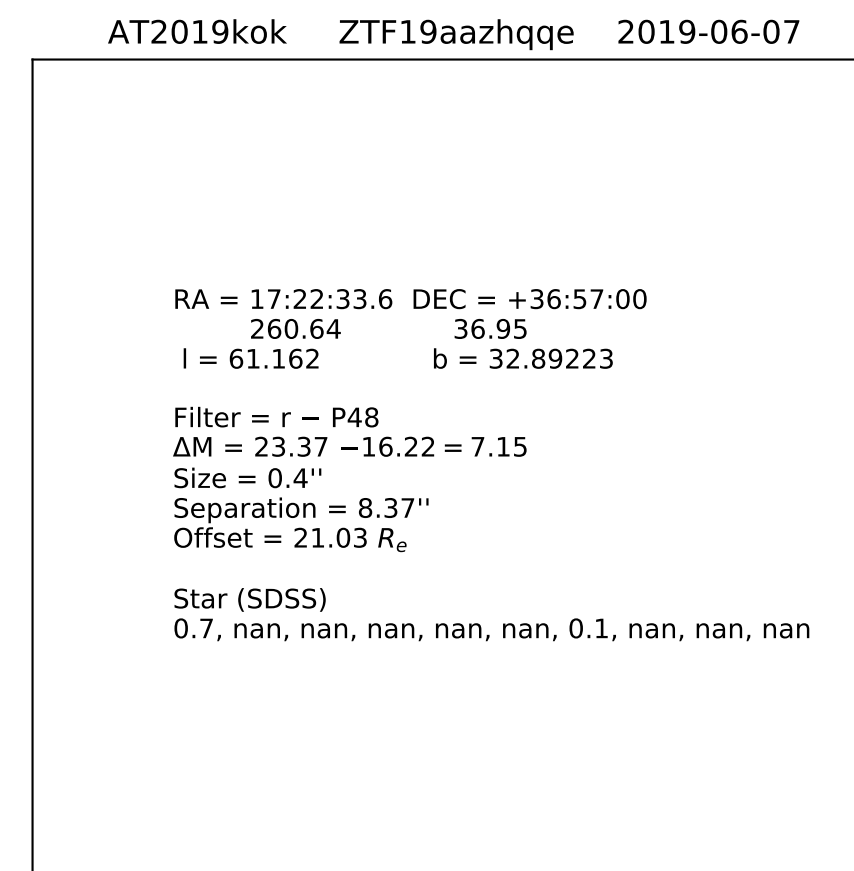 AT2019kok ZTF19aazhqqe 2019-06-07
RA = 17:22:33.6 DEC = +36:57:00
260.64 36.95
l = 61.162 b = 32.89223
Filter = r − P48
ΔM = 23.37 −16.22 = 7.15
Size = 0.4''
Separation = 8.37''
Offset = 21.03 Re
Star (SDSS)
0.7, nan, nan, nan, nan, nan, 0.1, nan, nan, nan